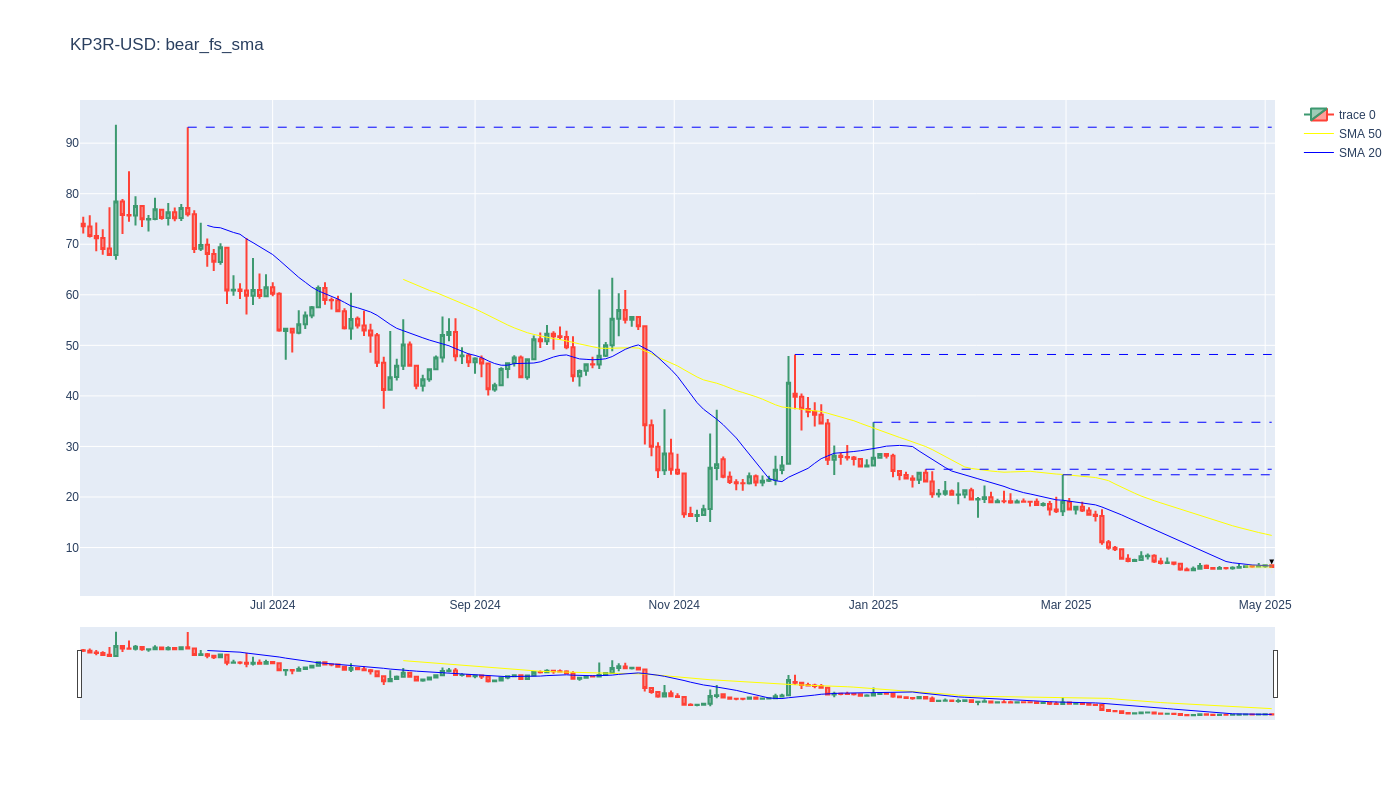 KP3R-USD: bear_fs_sma
trace 0
SMA 50
SMA 20
90
80
70
60
50
40
30
20
10
Jul 2024
Sep 2024
Nov 2024
Jan 2025
Mar 2025
May 2025